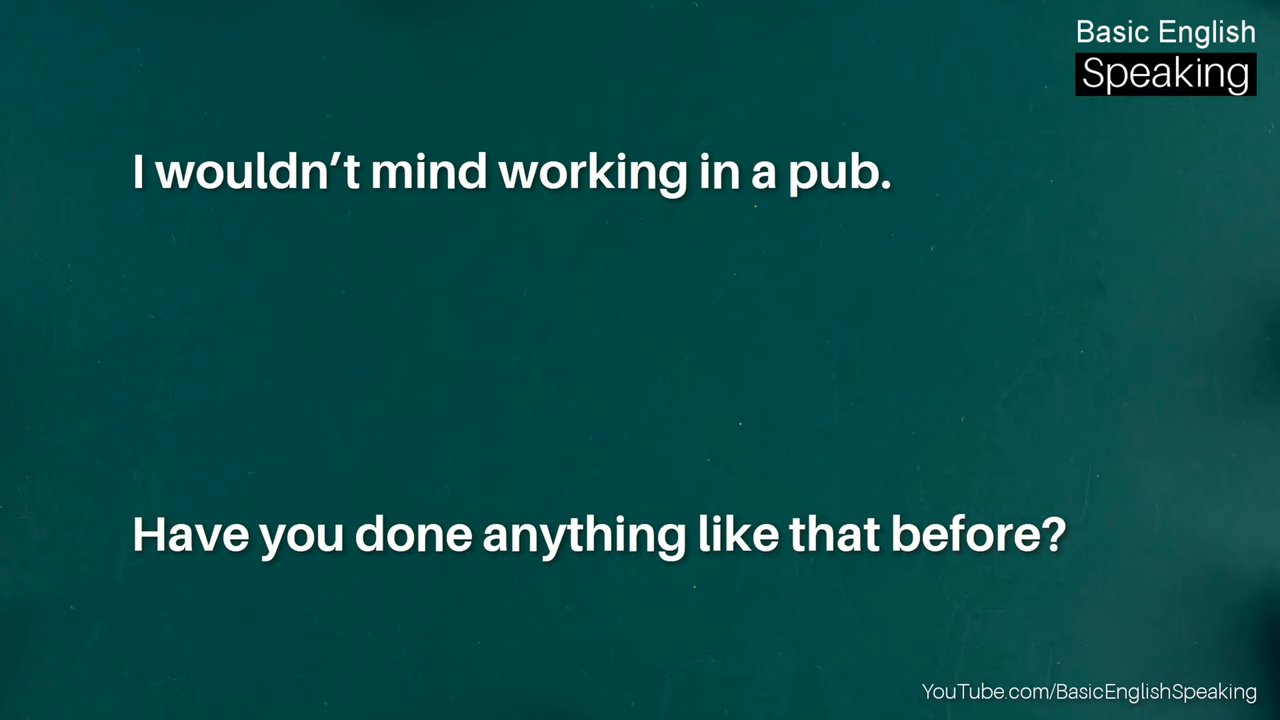 Basic English
Speaking
I wouldn’t mind working in a pub.
Have you done anything like that before?
YouTube.com/BasicEnglishSpeaking